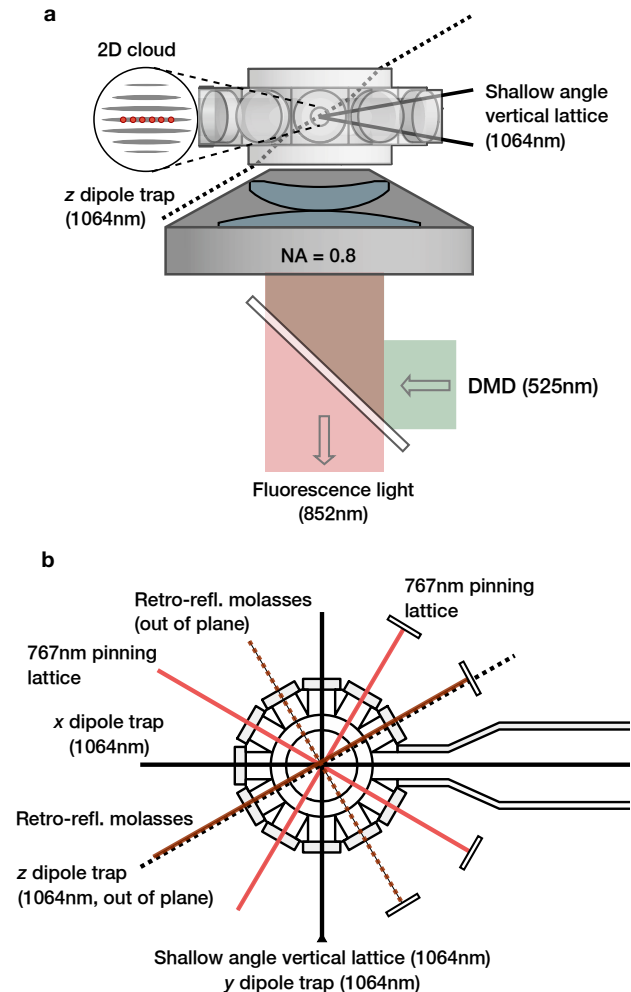 a
2D cloud
Shallow angle
vertical lattice
(1064nm)
z dipole trap
(1064nm)
NA = 0.8
DMD (525nm)
Fluorescence light
(852nm)
b
Retro-refl. molasses
(out of plane)
767nm pinning
lattice
767nm pinning
lattice
x dipole trap
(1064nm)
Retro-refl. molasses
z dipole trap
(1064nm, out of plane)
Shallow angle vertical lattice (1064nm)
y dipole trap (1064nm)